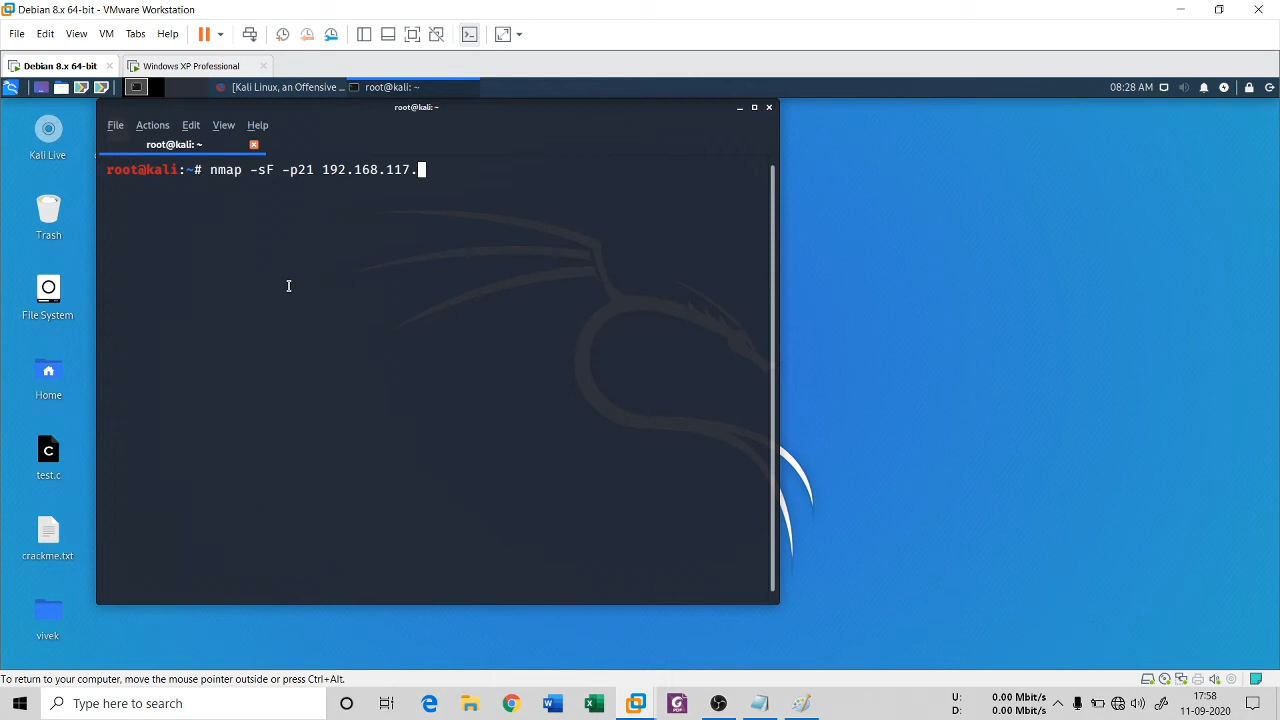 Debian 8.x 64-bit - VMware Workstation
File Edit View VM Tabs Help
Debian 8.x 64-bit Windows XP Professional
[Kali Linux, an Offensive ... root@kali: ~ 08:28 AM
root@kali: ~
File Actions Edit View Help
root@kali: ~
root@kali:~# nmap -sF -p21 192.168.117.
Kali Live
Trash
File System
Home
C
test.c
crackme.txt
vivek
To return to your computer, move the mouse pointer outside or press Ctrl+Alt.
Type here to search
U: 0.00 Mbit/s
D: 0.00 Mbit/s
17:58
11-09-2020